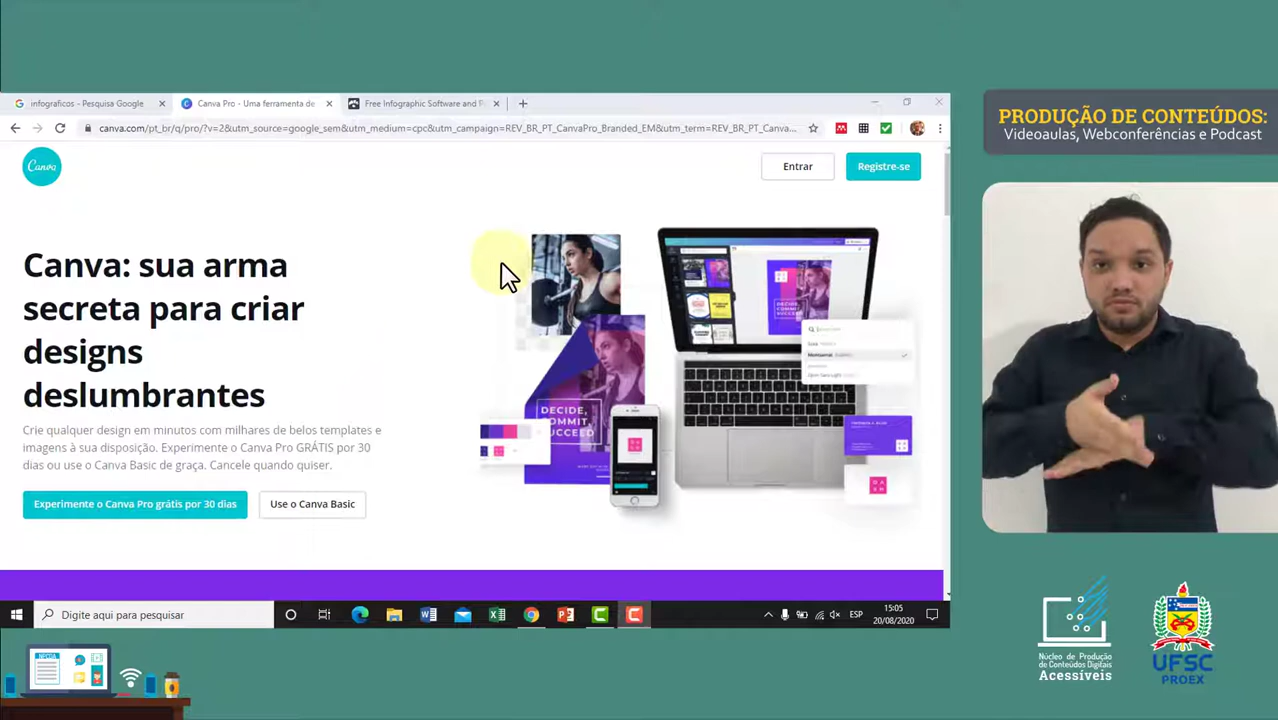 infograficos - Pesquisa Google
Canva Pro - Uma ferramenta de
Free Infographic Software and
canva.com/pt_br/q/pro/?v=2&utm_source=google_sem&utm_medium=cpc&utm_campaign=REV_BR_PT_CanvaPro_Branded_EM&utm_term=REV_BR_PT_Canva...
Canva
Entrar
Registre-se
Canva: sua arma
secreta para criar
designs
deslumbrantes
Crie qualquer design em minutos com milhares de belos templates e
imagens à sua disposição. Experimente o Canva Pro GRÁTIS por 30
dias ou use o Canva Basic de graça. Cancele quando quiser.
Experimente o Canva Pro grátis por 30 dias
Use o Canva Basic
DECIDE,
COMMIT,
SUCCEED
Montserrat
Digite aqui para pesquisar
ESP
15:05
20/08/2020
PRODUÇÃO DE CONTEÚDOS:
Videoaulas, Webconferências e Podcast
Núcleo de Produção
de Conteúdos Digitais
Acessíveis
UFSC
PROEX